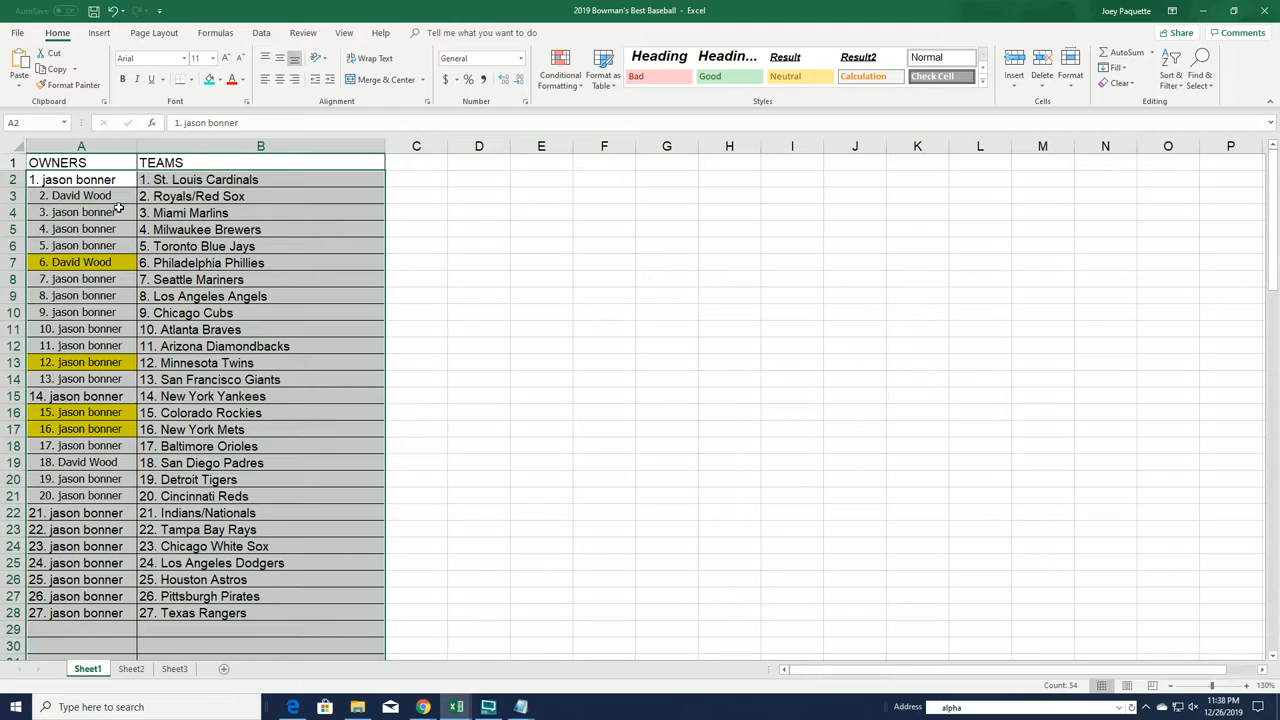 AutoSave Off
2019 Bowman's Best Baseball - Excel
Joey Paquette
File Home Insert Page Layout Formulas Data Review View Help Tell me what you want to do
Share Comments
Paste Cut Copy Format Painter
Clipboard
Arial 11
B I U
Font
Wrap Text
Merge & Center
Alignment
General
$ % ,
Number
Conditional Formatting
Format as Table
Heading Headin... Result Result2 Normal
Bad Good Neutral Calculation Check Cell
Styles
Insert Delete Format
Cells
AutoSum
Fill
Clear
Sort & Filter
Find & Select
Editing
A2 fx 1. jason bonner
A B C D E F G H I J K L M N O P
1 OWNERS TEAMS
2 1. jason bonner 1. St. Louis Cardinals
3 2. David Wood 2. Royals/Red Sox
4 3. jason bonner 3. Miami Marlins
5 4. jason bonner 4. Milwaukee Brewers
6 5. jason bonner 5. Toronto Blue Jays
7 6. David Wood 6. Philadelphia Phillies
8 7. jason bonner 7. Seattle Mariners
9 8. jason bonner 8. Los Angeles Angels
10 9. jason bonner 9. Chicago Cubs
11 10. jason bonner 10. Atlanta Braves
12 11. jason bonner 11. Arizona Diamondbacks
13 12. jason bonner 12. Minnesota Twins
14 13. jason bonner 13. San Francisco Giants
15 14. jason bonner 14. New York Yankees
16 15. jason bonner 15. Colorado Rockies
17 16. jason bonner 16. New York Mets
18 17. jason bonner 17. Baltimore Orioles
19 18. David Wood 18. San Diego Padres
20 19. jason bonner 19. Detroit Tigers
21 20. jason bonner 20. Cincinnati Reds
22 21. jason bonner 21. Indians/Nationals
23 22. jason bonner 22. Tampa Bay Rays
24 23. jason bonner 23. Chicago White Sox
25 24. jason bonner 24. Los Angeles Dodgers
26 25. jason bonner 25. Houston Astros
27 26. jason bonner 26. Pittsburgh Pirates
28 27. jason bonner 27. Texas Rangers
29
30
Sheet1 Sheet2 Sheet3
Count: 54 130%
Type here to search
Address alpha
11:38 PM
12/26/2019